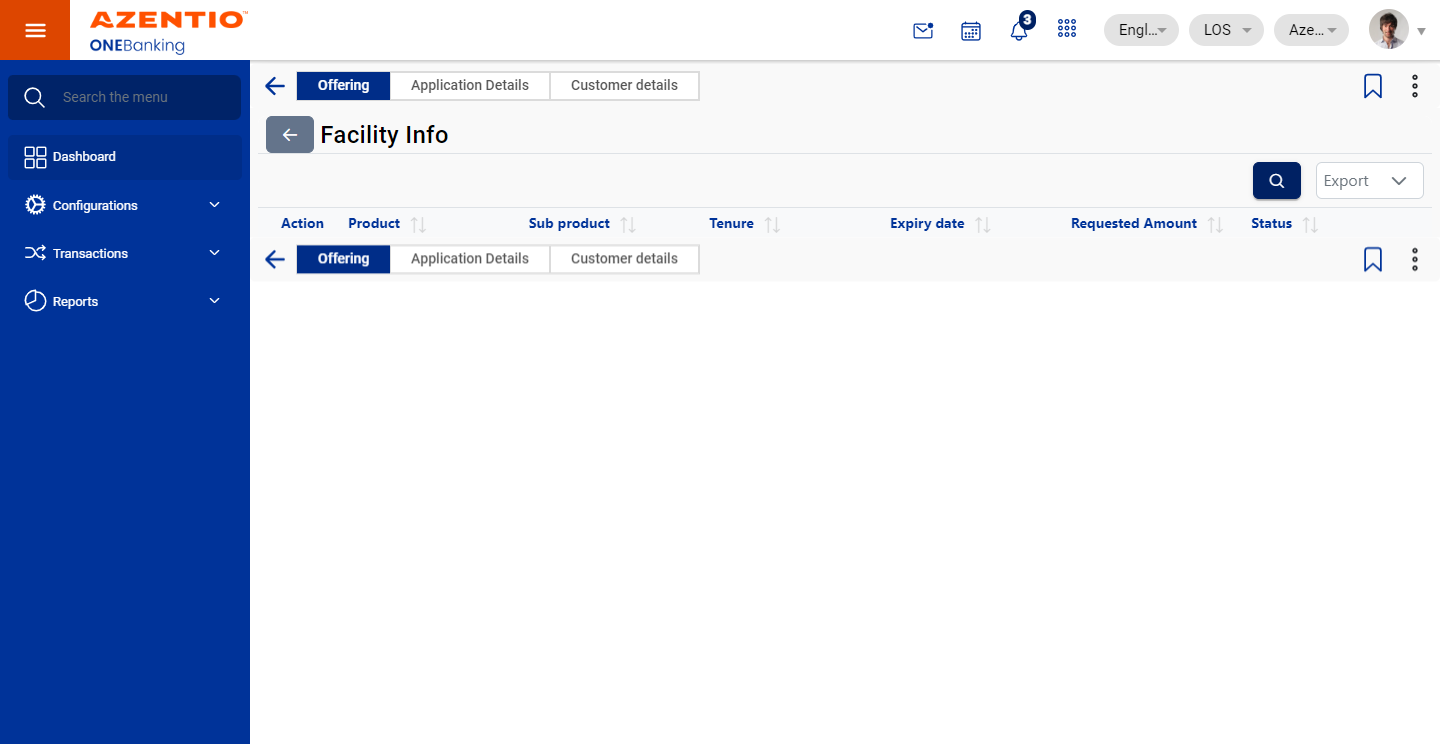 AZENTIO™
ONEBanking
3
Engl...
LOS
Aze...
Search the menu
Dashboard
Configurations
Transactions
Reports
Offering
Application Details
Customer details
Facility Info
Export
Action
Product
Sub product
Tenure
Expiry date
Requested Amount
Status
Offering
Application Details
Customer details